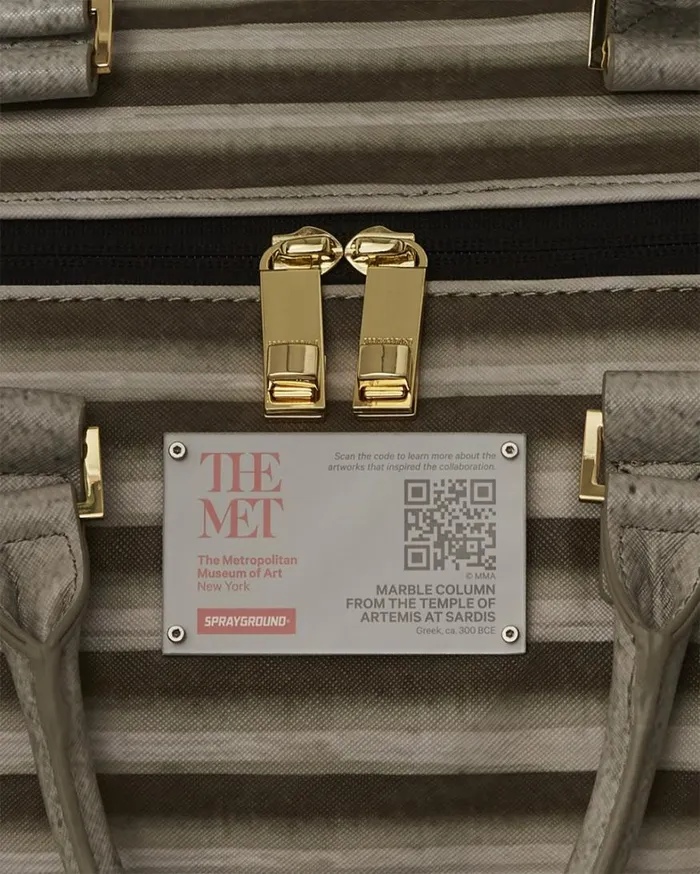 THE
MET
The Metropolitan
Museum of Art
New York
SPRAYGROUND
Scan the code to learn more about the
artworks that inspired the collaboration.
© MMA
MARBLE COLUMN
FROM THE TEMPLE OF
ARTEMIS AT SARDIS
Greek, ca. 300 BCE